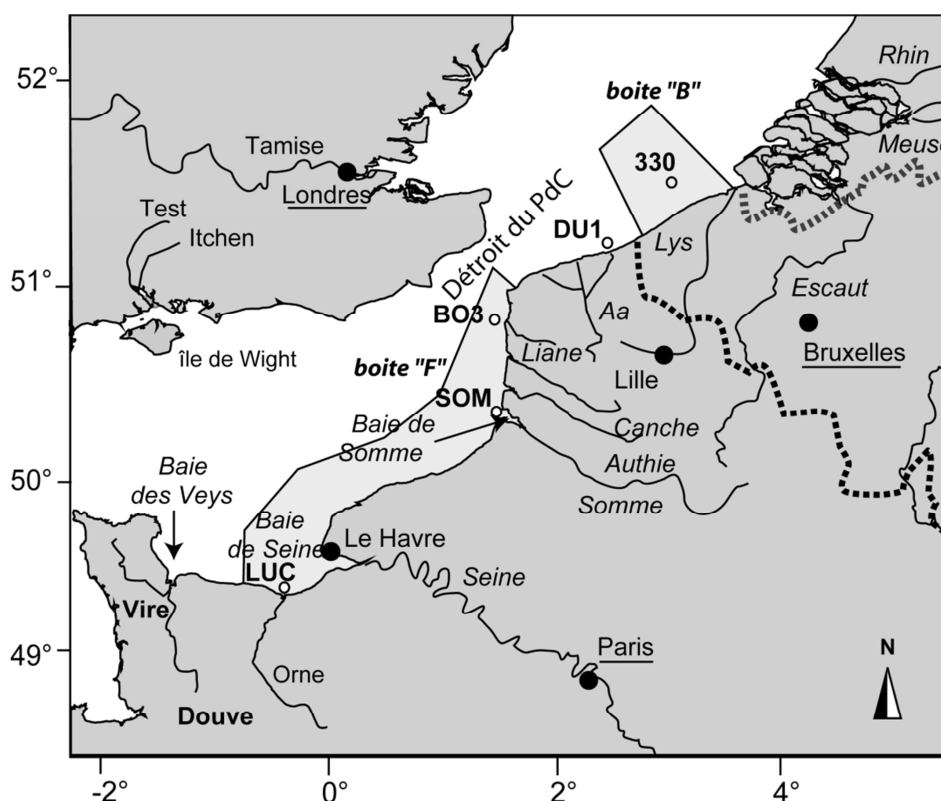 52°
51°
50°
49°
-2°
0°
2°
4°
boite "B"
Rhin
Meuse
Tamise
Londres
330
Test
Itchen
Détroit du PdC
DU1
Lys
Escaut
BO3
Aa
île de Wight
boite "F"
Liane
Lille
Bruxelles
SOM
Baie de
Somme
Canche
Authie
Somme
Baie
des Veys
Baie
de Seine
Le Havre
LUC
Seine
Vire
Orne
Paris
Douve
N